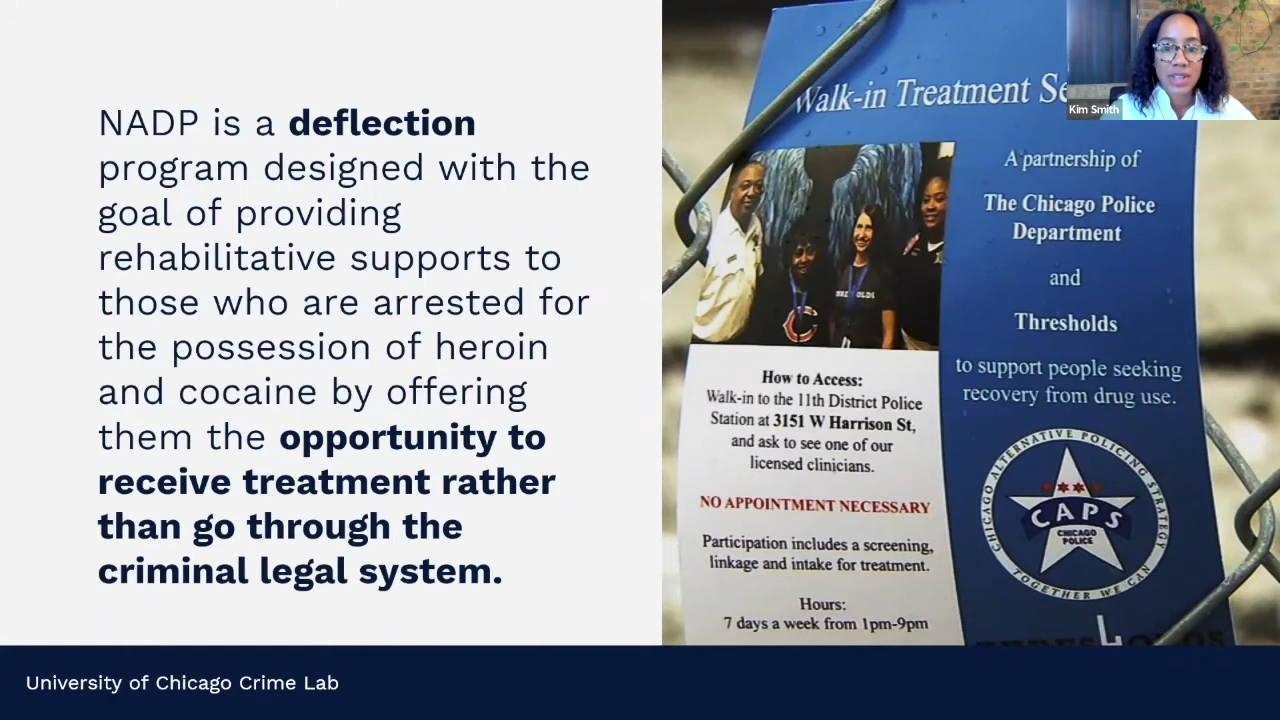 NADP is a deflection
program designed with the
goal of providing
rehabilitative supports to
those who are arrested for
the possession of heroin
and cocaine by offering
them the opportunity to
receive treatment rather
than go through the
criminal legal system.
University of Chicago Crime Lab
Kim Smith
Walk-in Treatment
A partnership of
The Chicago Police
Department
and
Thresholds
to support people seeking
recovery from drug use.
How to Access:
Walk-in to the 11th District Police
Station at 3151 W Harrison St,
and ask to see one of our
licensed clinicians.
NO APPOINTMENT NECESSARY
Participation includes a screening,
linkage and intake for treatment.
Hours:
7 days a week from 1pm-9pm
CHICAGO ALTERNATIVE POLICING STRATEGY
CAPS
CHICAGO
POLICE
TOGETHER WE CAN